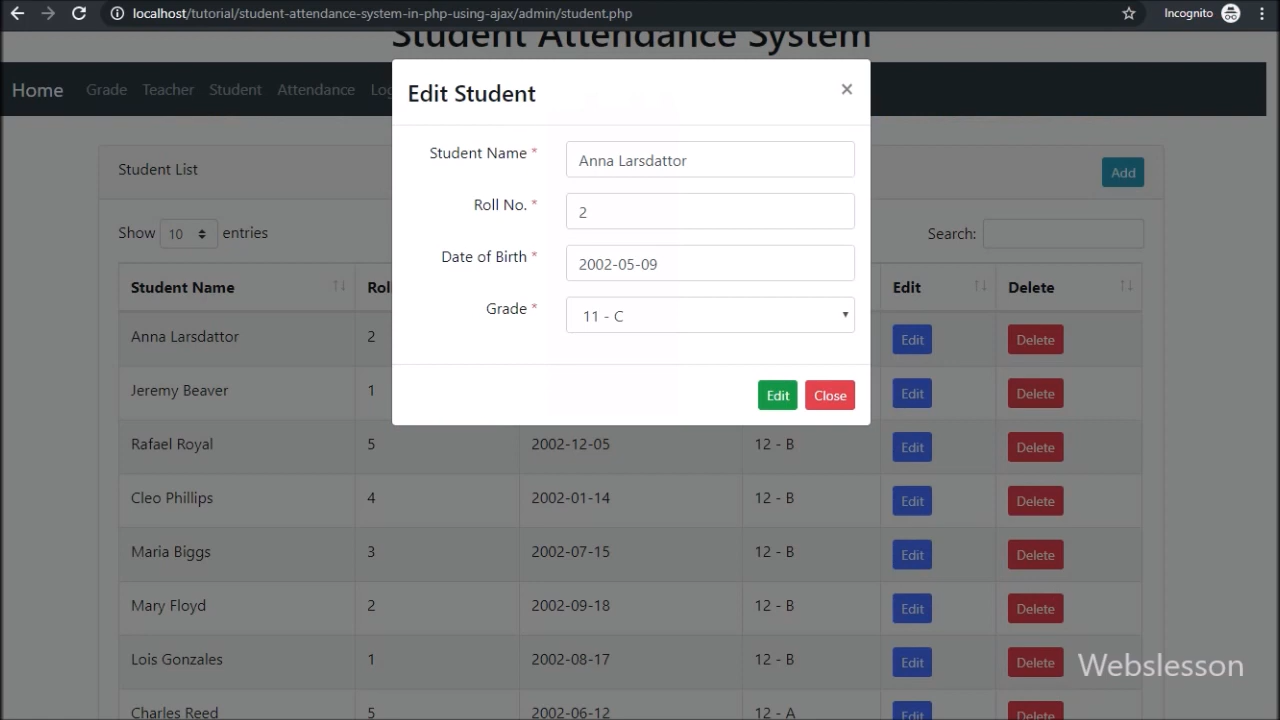 localhost/tutorial/student-attendance-system-in-php-using-ajax/admin/student.php Incognito
Student Attendance System
Home Grade Teacher Student Attendance Log
Edit Student ×
Student Name * Anna Larsdattor
Roll No. * 2
Date of Birth * 2002-05-09
Grade * 11 - C
Edit Close
Student List Add
Show 10 entries Search:
Student Name Rol Edit Delete
Anna Larsdattor 2 Edit Delete
Jeremy Beaver 1 Edit Delete
Rafael Royal 5 2002-12-05 12 - B Edit Delete
Cleo Phillips 4 2002-01-14 12 - B Edit Delete
Maria Biggs 3 2002-07-15 12 - B Edit Delete
Mary Floyd 2 2002-09-18 12 - B Edit Delete
Lois Gonzales 1 2002-08-17 12 - B Edit Delete
Charles Reed 5 2002-06-12 12 - A Edit Delete
Webslesson